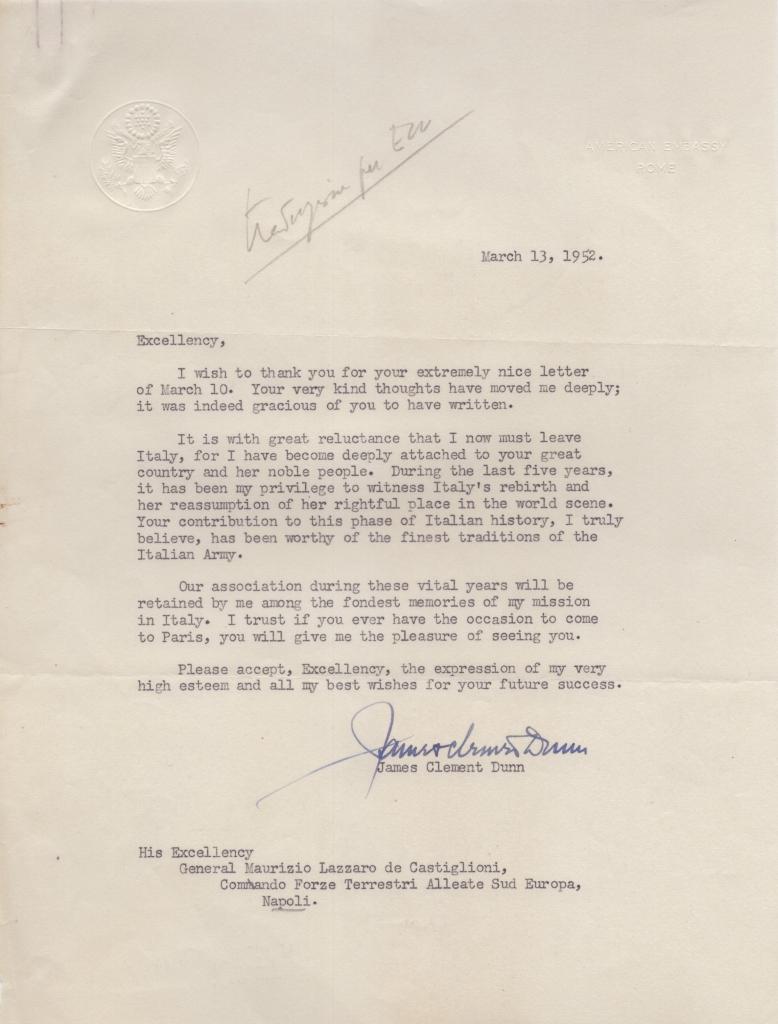 AMERICAN EMBASSY
ROME
traduzione per
March 13, 1952.
Excellency,
I wish to thank you for your extremely nice letter
of March 10. Your very kind thoughts have moved me deeply;
it was indeed gracious of you to have written.
It is with great reluctance that I now must leave
Italy, for I have become deeply attached to your great
country and her noble people. During the last five years,
it has been my privilege to witness Italy's rebirth and
her reassumption of her rightful place in the world scene.
Your contribution to this phase of Italian history, I truly
believe, has been worthy of the finest traditions of the
Italian Army.
Our association during these vital years will be
retained by me among the fondest memories of my mission
in Italy. I trust if you ever have the occasion to come
to Paris, you will give me the pleasure of seeing you.
Please accept, Excellency, the expression of my very
high esteem and all my best wishes for your future success.
James Clement Dunn
James Clement Dunn
His Excellency
General Maurizio Lazzaro de Castiglioni,
Commando Forze Terrestri Alleate Sud Europa,
Napoli.